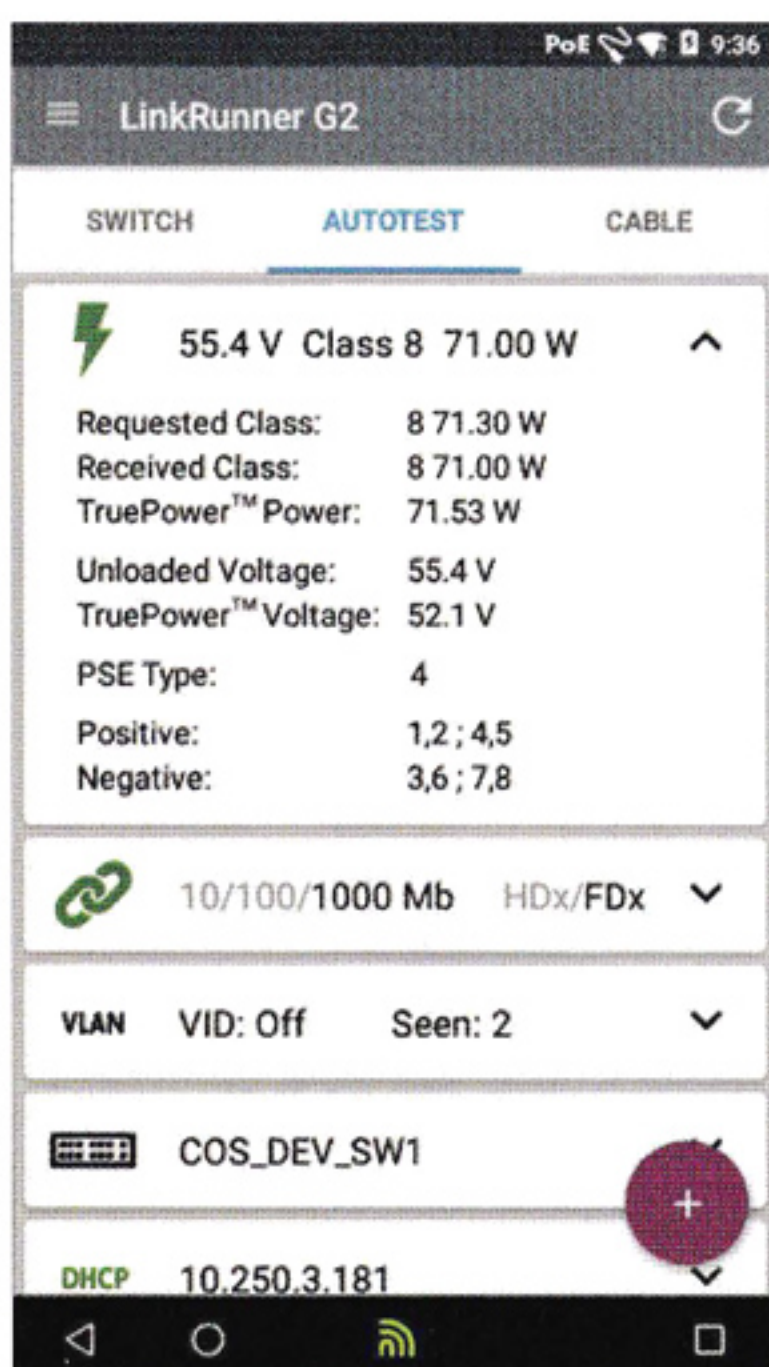 PoE 9:36
LinkRunner G2
SWITCH AUTOTEST CABLE
55.4 V Class 8 71.00 W
Requested Class: 8 71.30 W
Received Class: 8 71.00 W
TruePower™ Power: 71.53 W
Unloaded Voltage: 55.4 V
TruePower™ Voltage: 52.1 V
PSE Type: 4
Positive: 1,2 ; 4,5
Negative: 3,6 ; 7,8
10/100/1000 Mb HDx/FDx
VLAN VID: Off Seen: 2
COS_DEV_SW1
+
DHCP 10.250.3.181